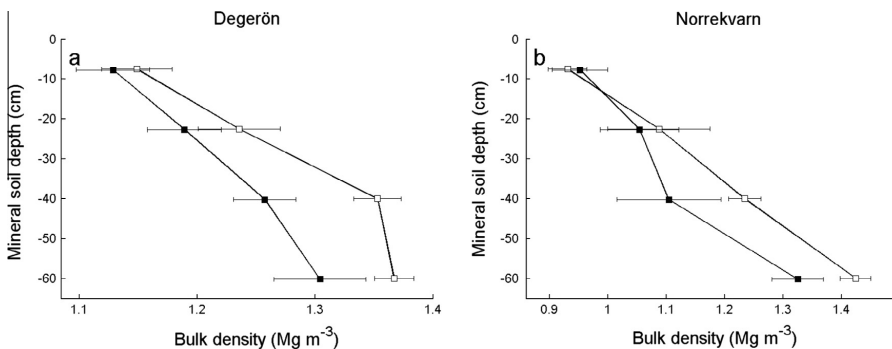 Degerön
a
0
-10
-20
-30
-40
-50
-60
Mineral soil depth (cm)
1.1 1.2 1.3 1.4
Bulk density (Mg m⁻³)
Norrekvarn
b
0
-10
-20
-30
-40
-50
-60
Mineral soil depth (cm)
0.9 1 1.1 1.2 1.3 1.4
Bulk density (Mg m⁻³)